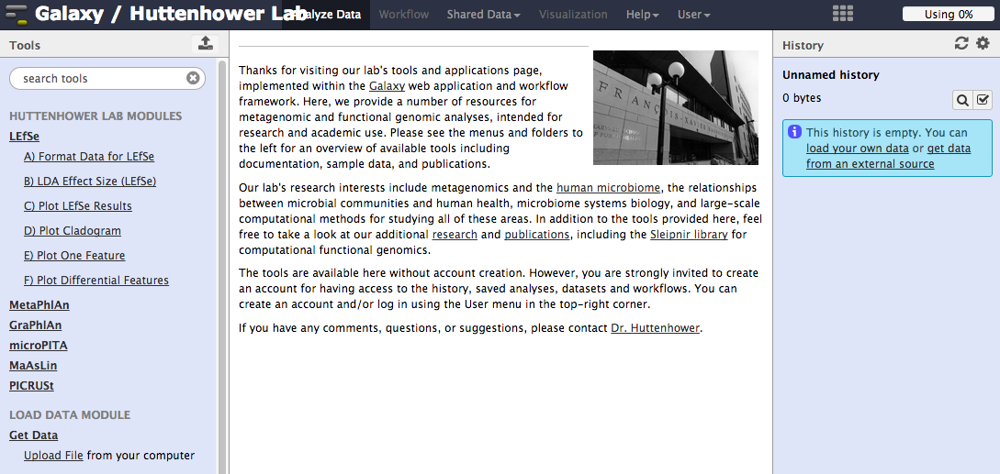 Galaxy / Huttenhower Lab
Analyze Data
Workflow
Shared Data
Visualization
Help
User
Using 0%
Tools
search tools
HUTTENHOWER LAB MODULES
LEfSe
A) Format Data for LEfSe
B) LDA Effect Size (LEfSe)
C) Plot LEfSe Results
D) Plot Cladogram
E) Plot One Feature
F) Plot Differential Features
MetaPhlAn
GraPhlAn
microPITA
MaAsLin
PICRUSt
LOAD DATA MODULE
Get Data
Upload File from your computer
Thanks for visiting our lab's tools and applications page,
implemented within the Galaxy web application and workflow
framework. Here, we provide a number of resources for
metagenomic and functional genomic analyses, intended for
research and academic use. Please see the menus and folders to
the left for an overview of available tools including
documentation, sample data, and publications.
FRANÇOIS-XAVIER
HARVARD SCHOOL
OF PUBLIC HEALTH
Our lab's research interests include metagenomics and the human microbiome, the relationships
between microbial communities and human health, microbiome systems biology, and large-scale
computational methods for studying all of these areas. In addition to the tools provided here, feel
free to take a look at our additional research and publications, including the Sleipnir library for
computational functional genomics.
The tools are available here without account creation. However, you are strongly invited to create
an account for having access to the history, saved analyses, datasets and workflows. You can
create an account and/or log in using the User menu in the top-right corner.
If you have any comments, questions, or suggestions, please contact Dr. Huttenhower.
History
Unnamed history
0 bytes
This history is empty. You can
load your own data or get data
from an external source